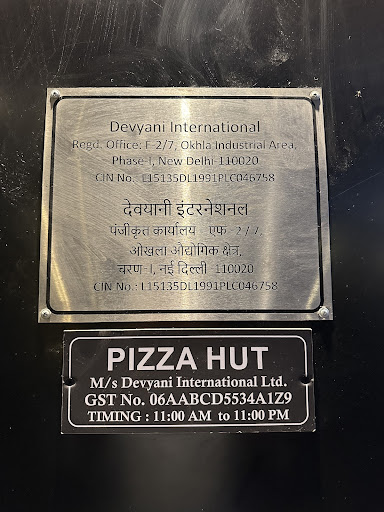 Devyani International
Regd. Office: F-2/7, Okhla Industrial Area,
Phase-I, New Delhi-110020
CIN No.: L15135DL1991PLC046758
देवयानी इंटरनेशनल
पंजीकृत कार्यालय एफ- 2/7,
ओखला औद्योगिक क्षेत्र,
चरण-I, नई दिल्ली-110020
CIN No.: L15135DL1991PLC046758
PIZZA HUT
M/s Devyani International Ltd.
GST No. 06AABCD5534A1Z9
TIMING : 11:00 AM to 11:00 PM